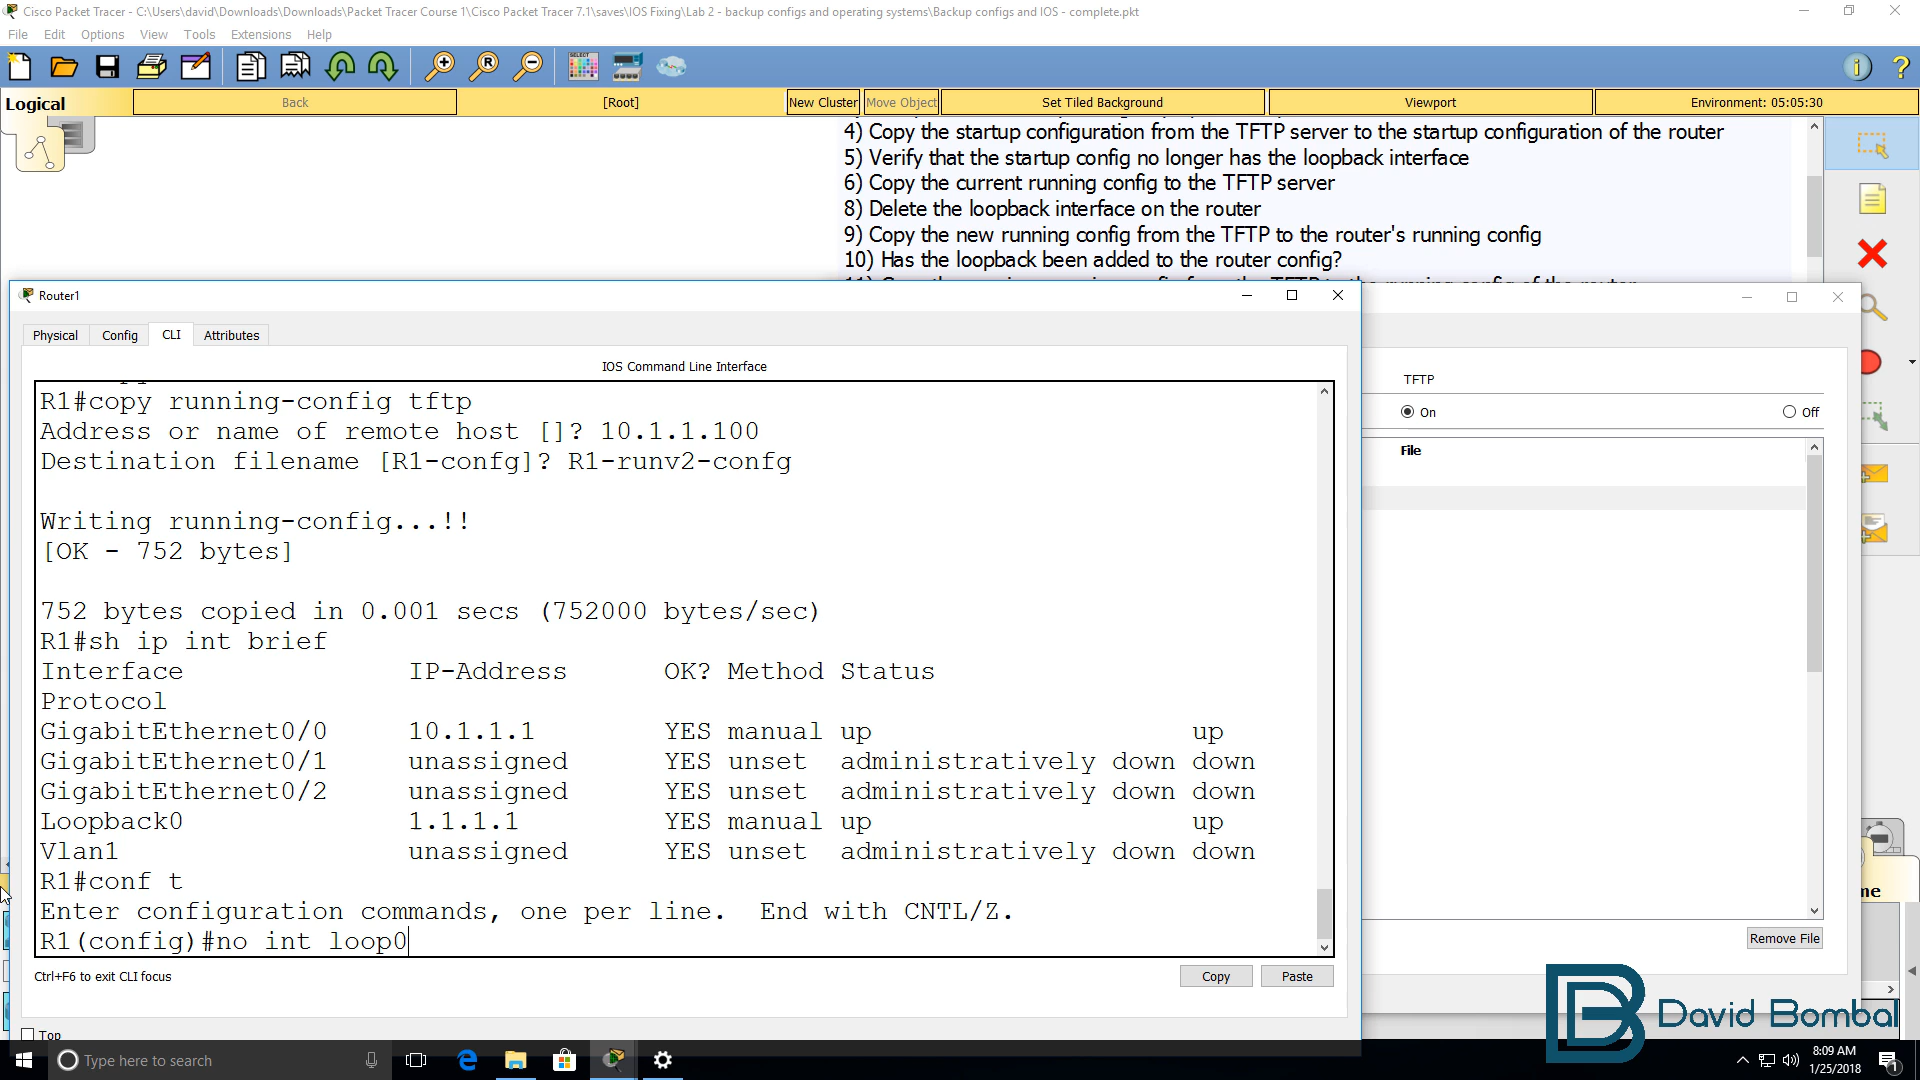 Cisco Packet Tracer - C:\Users\david\Downloads\Downloads\Packet Tracer Course 1\Cisco Packet Tracer 7.1\saves\IOS Fixing\Lab 2 - backup configs and operating systems\Backup configs and IOS - complete.pkt
File Edit Options View Tools Extensions Help
Logical Back [Root] New Cluster Move Object Set Tiled Background Viewport Environment: 05:05:30
4) Copy the startup configuration from the TFTP server to the startup configuration of the router
5) Verify that the startup config no longer has the loopback interface
6) Copy the current running config to the TFTP server
8) Delete the loopback interface on the router
9) Copy the new running config from the TFTP to the router's running config
10) Has the loopback been added to the router config?
Router1
Physical Config CLI Attributes
IOS Command Line Interface
R1#copy running-config tftp
Address or name of remote host []? 10.1.1.100
Destination filename [R1-confg]? R1-runv2-confg
Writing running-config...!!
[OK - 752 bytes]
752 bytes copied in 0.001 secs (752000 bytes/sec)
R1#sh ip int brief
Interface IP-Address OK? Method Status
Protocol
GigabitEthernet0/0 10.1.1.1 YES manual up up
GigabitEthernet0/1 unassigned YES unset administratively down down
GigabitEthernet0/2 unassigned YES unset administratively down down
Loopback0 1.1.1.1 YES manual up up
Vlan1 unassigned YES unset administratively down down
R1#conf t
Enter configuration commands, one per line. End with CNTL/Z.
R1(config)#no int loop0
Ctrl+F6 to exit CLI focus
Copy Paste
Top
TFTP
On Off
File
Remove File
David Bombal
Type here to search
8:09 AM
1/25/2018
1